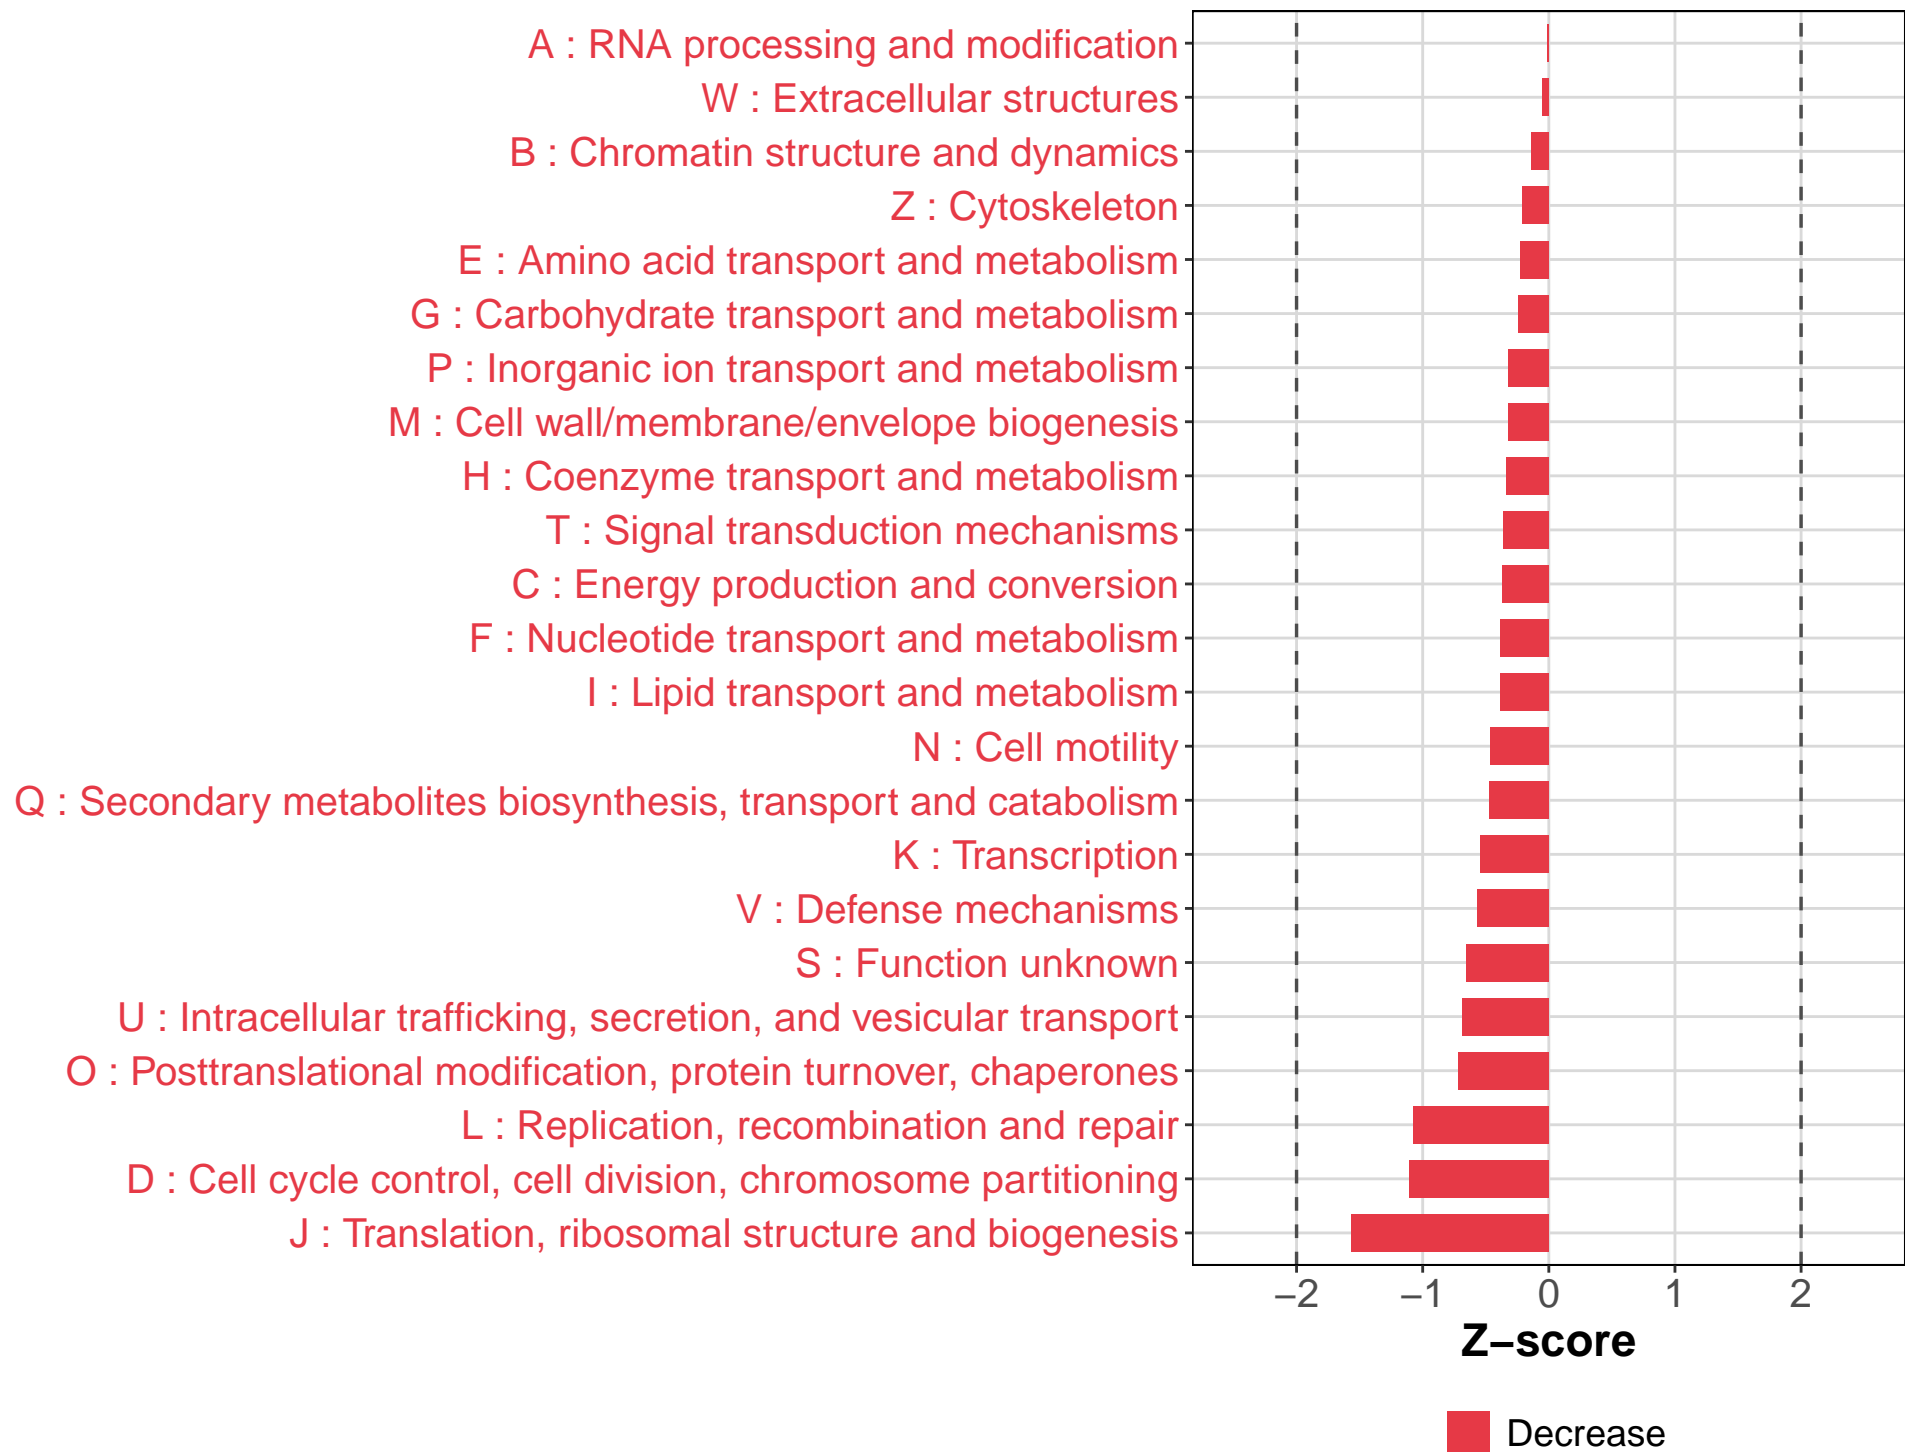 A : RNA processing and modification
W : Extracellular structures
B : Chromatin structure and dynamics
Z : Cytoskeleton
E : Amino acid transport and metabolism
G : Carbohydrate transport and metabolism
P : Inorganic ion transport and metabolism
M : Cell wall/membrane/envelope biogenesis
H : Coenzyme transport and metabolism
T : Signal transduction mechanisms
C : Energy production and conversion
F : Nucleotide transport and metabolism
I : Lipid transport and metabolism
N : Cell motility
Q : Secondary metabolites biosynthesis, transport and catabolism
K : Transcription
V : Defense mechanisms
S : Function unknown
U : Intracellular trafficking, secretion, and vesicular transport
O : Posttranslational modification, protein turnover, chaperones
L : Replication, recombination and repair
D : Cell cycle control, cell division, chromosome partitioning
J : Translation, ribosomal structure and biogenesis
−2 −1 0 1 2
Z−score
Decrease